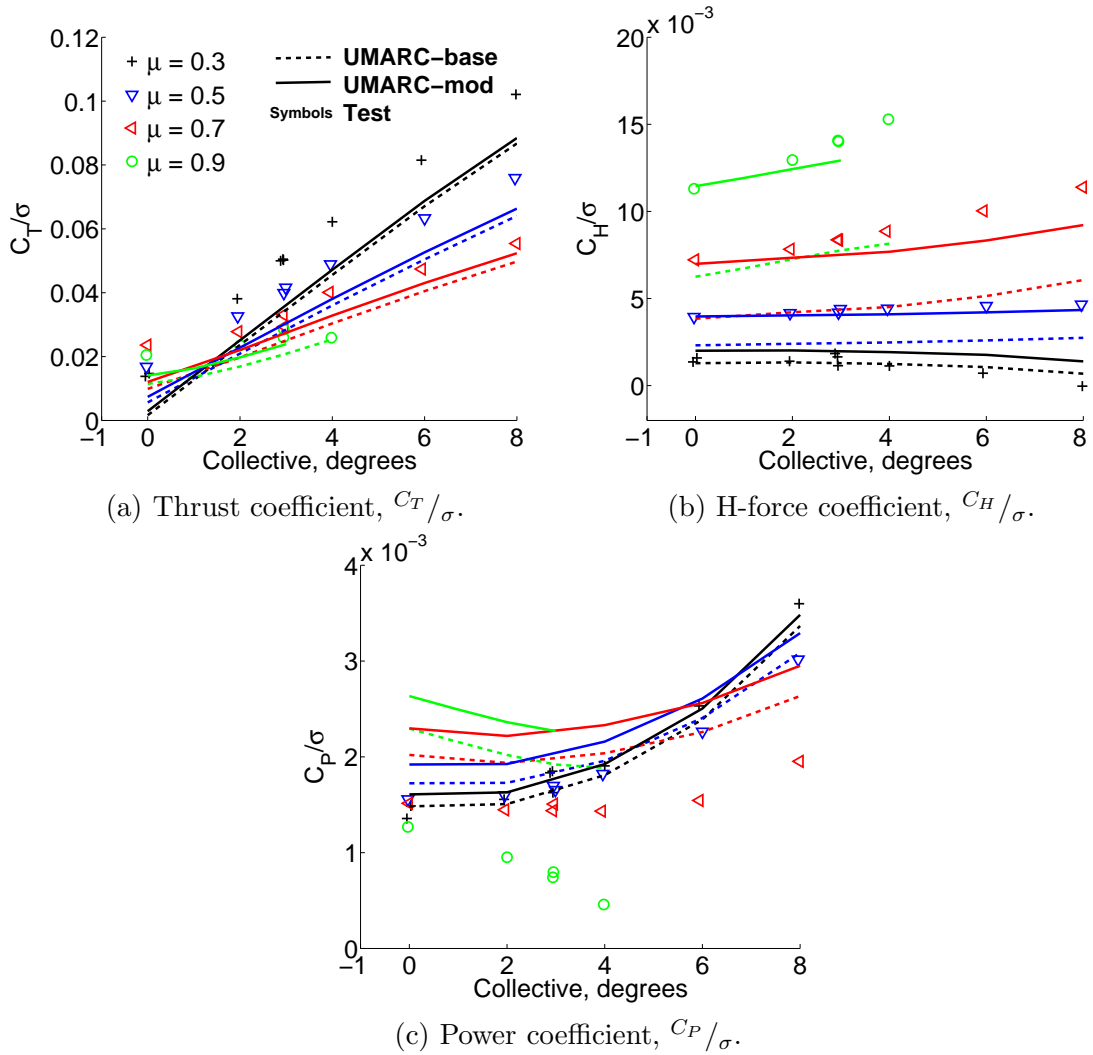 0.12
0.1
0.08
0.06
0.04
0.02
0
C_T/σ
μ = 0.3
μ = 0.5
μ = 0.7
μ = 0.9
UMARC−base
UMARC−mod
Symbols Test
−1 0 2 4 6 8
Collective, degrees
(a) Thrust coefficient, C_T/σ.
x 10⁻³
20
15
10
5
0
C_H/σ
−1 0 2 4 6 8
Collective, degrees
(b) H-force coefficient, C_H/σ.
x 10⁻³
4
3
2
1
0
C_P/σ
−1 0 2 4 6 8
Collective, degrees
(c) Power coefficient, C_P/σ.